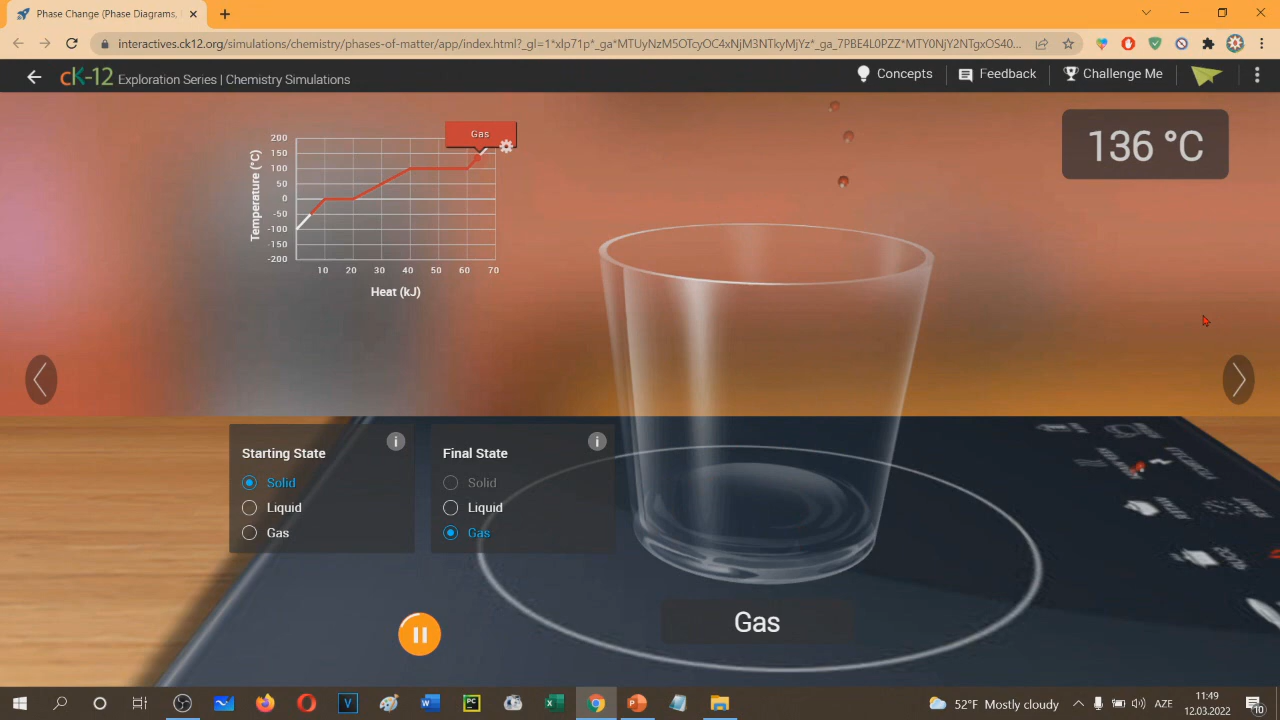 Phase Change (Phase Diagrams,
interactives.ck12.org/simulations/chemistry/phases-of-matter/app/index.html?_gl=1*xlp71p*_ga*MTUyNzM5OTcyOC4xNjM3NTkyMjYz*_ga_7PBE4L0PZZ*MTY0NjY2NTgxOS40...
cK-12 Exploration Series | Chemistry Simulations
Concepts
Feedback
Challenge Me
136 °C
Gas
Temperature (°C)
200
150
100
50
0
-50
-100
-150
-200
10 20 30 40 50 60 70
Heat (kJ)
Starting State
Solid
Liquid
Gas
Final State
Solid
Liquid
Gas
Gas
52°F Mostly cloudy
AZE
11:49
12.03.2022
10